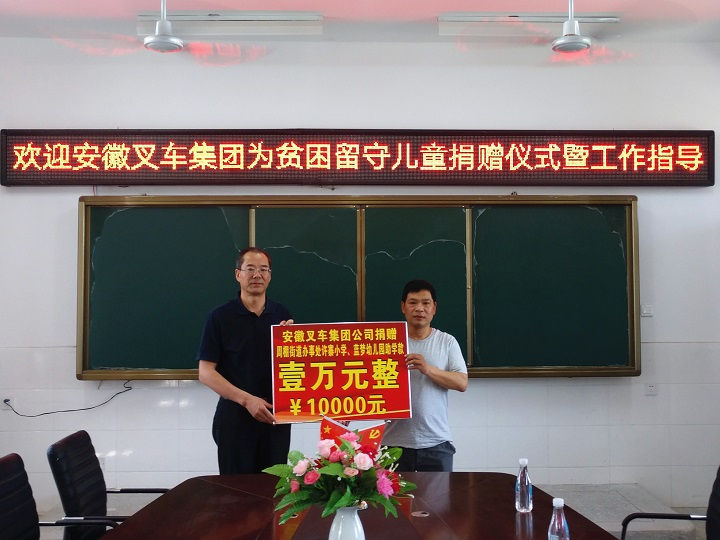 欢迎安徽叉车集团为贫困留守儿童捐赠仪式暨工作指导
安徽叉车集团公司捐赠
周棚街道办事处许寨小学、蓝梦幼儿园助学款
壹万元整
￥10000元